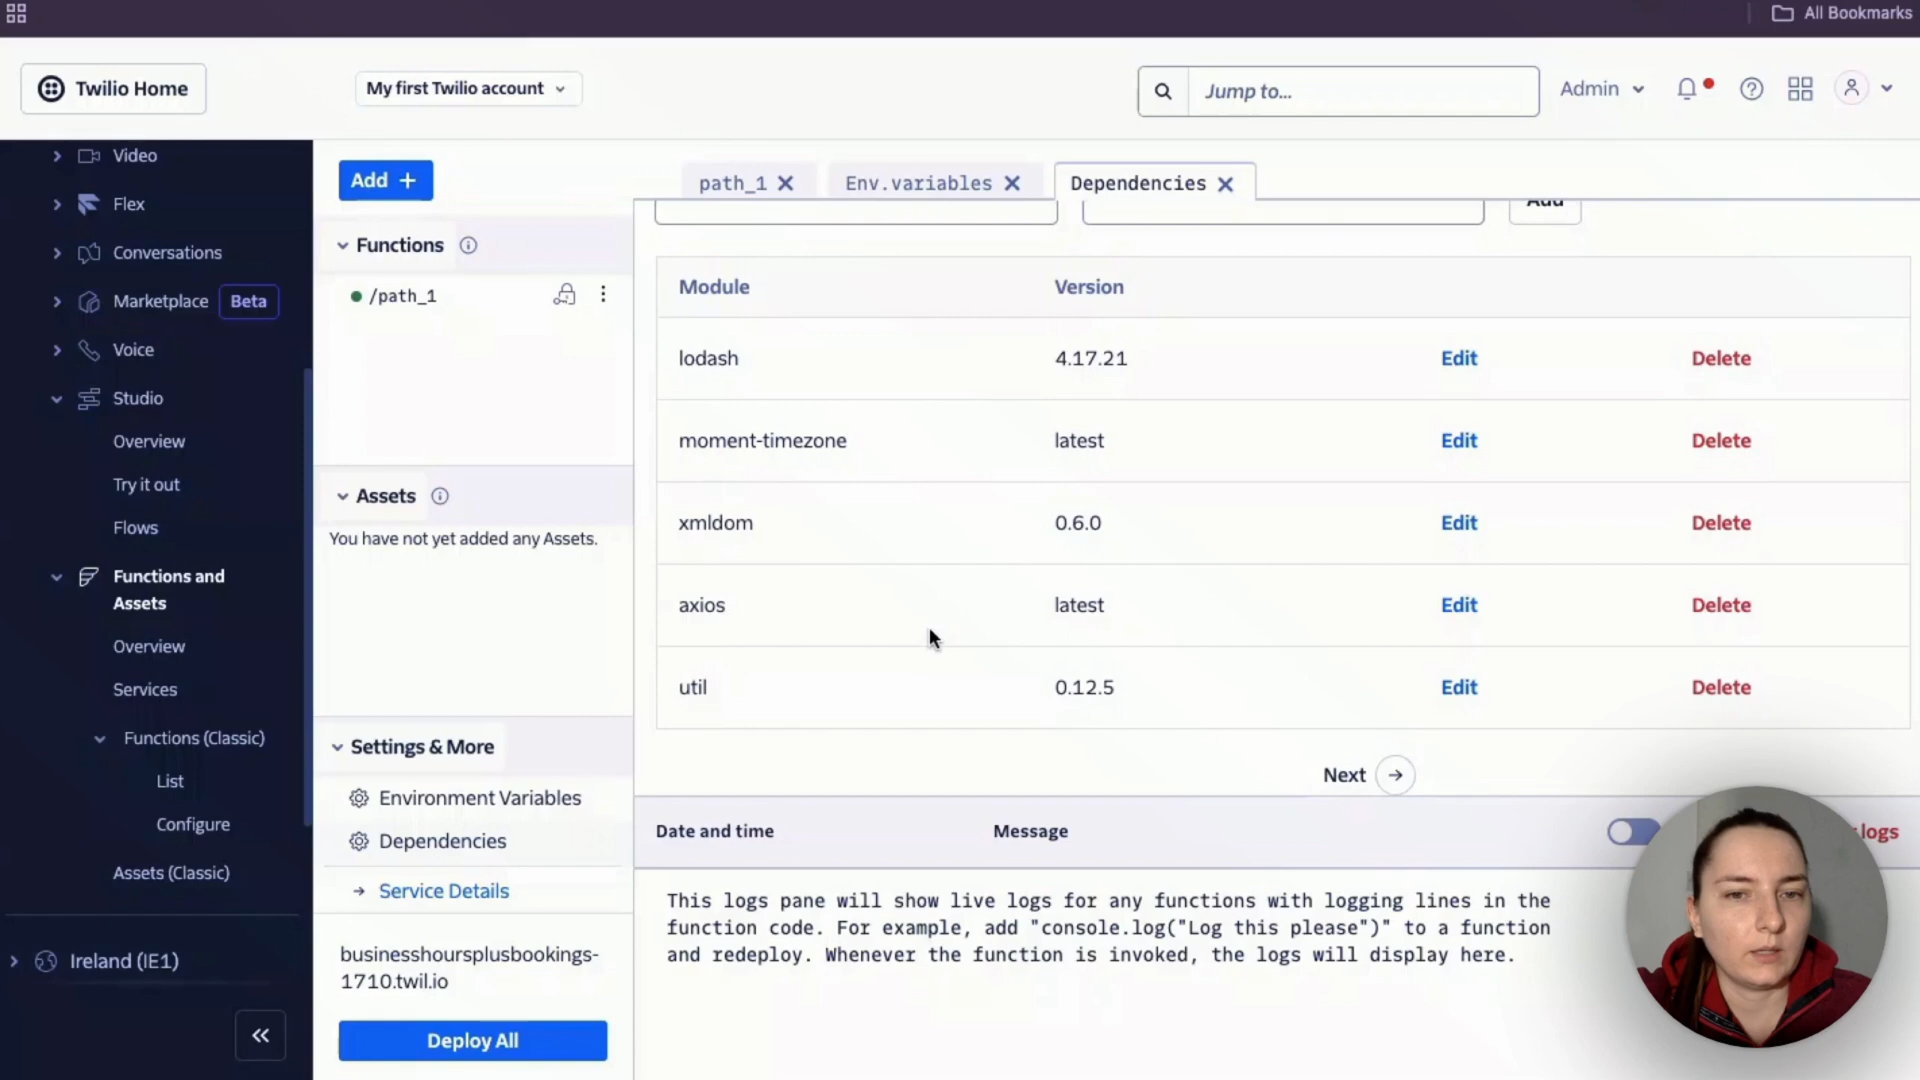 All Bookmarks
Twilio Home
My first Twilio account
Jump to...
Admin
Video
Flex
Conversations
Marketplace Beta
Voice
Studio
Overview
Try it out
Flows
Functions and
Assets
Overview
Services
Functions (Classic)
List
Configure
Assets (Classic)
Ireland (IE1)
Add +
Functions
/path_1
Assets
You have not yet added any Assets.
Settings & More
Environment Variables
Dependencies
Service Details
businesshoursplusbookings-
1710.twil.io
Deploy All
path_1
Env.variables
Dependencies
Add
Module Version
lodash 4.17.21 Edit Delete
moment-timezone latest Edit Delete
xmldom 0.6.0 Edit Delete
axios latest Edit Delete
util 0.12.5 Edit Delete
Next
Date and time Message logs
This logs pane will show live logs for any functions with logging lines in the
function code. For example, add "console.log("Log this please")" to a function
and redeploy. Whenever the function is invoked, the logs will display here.